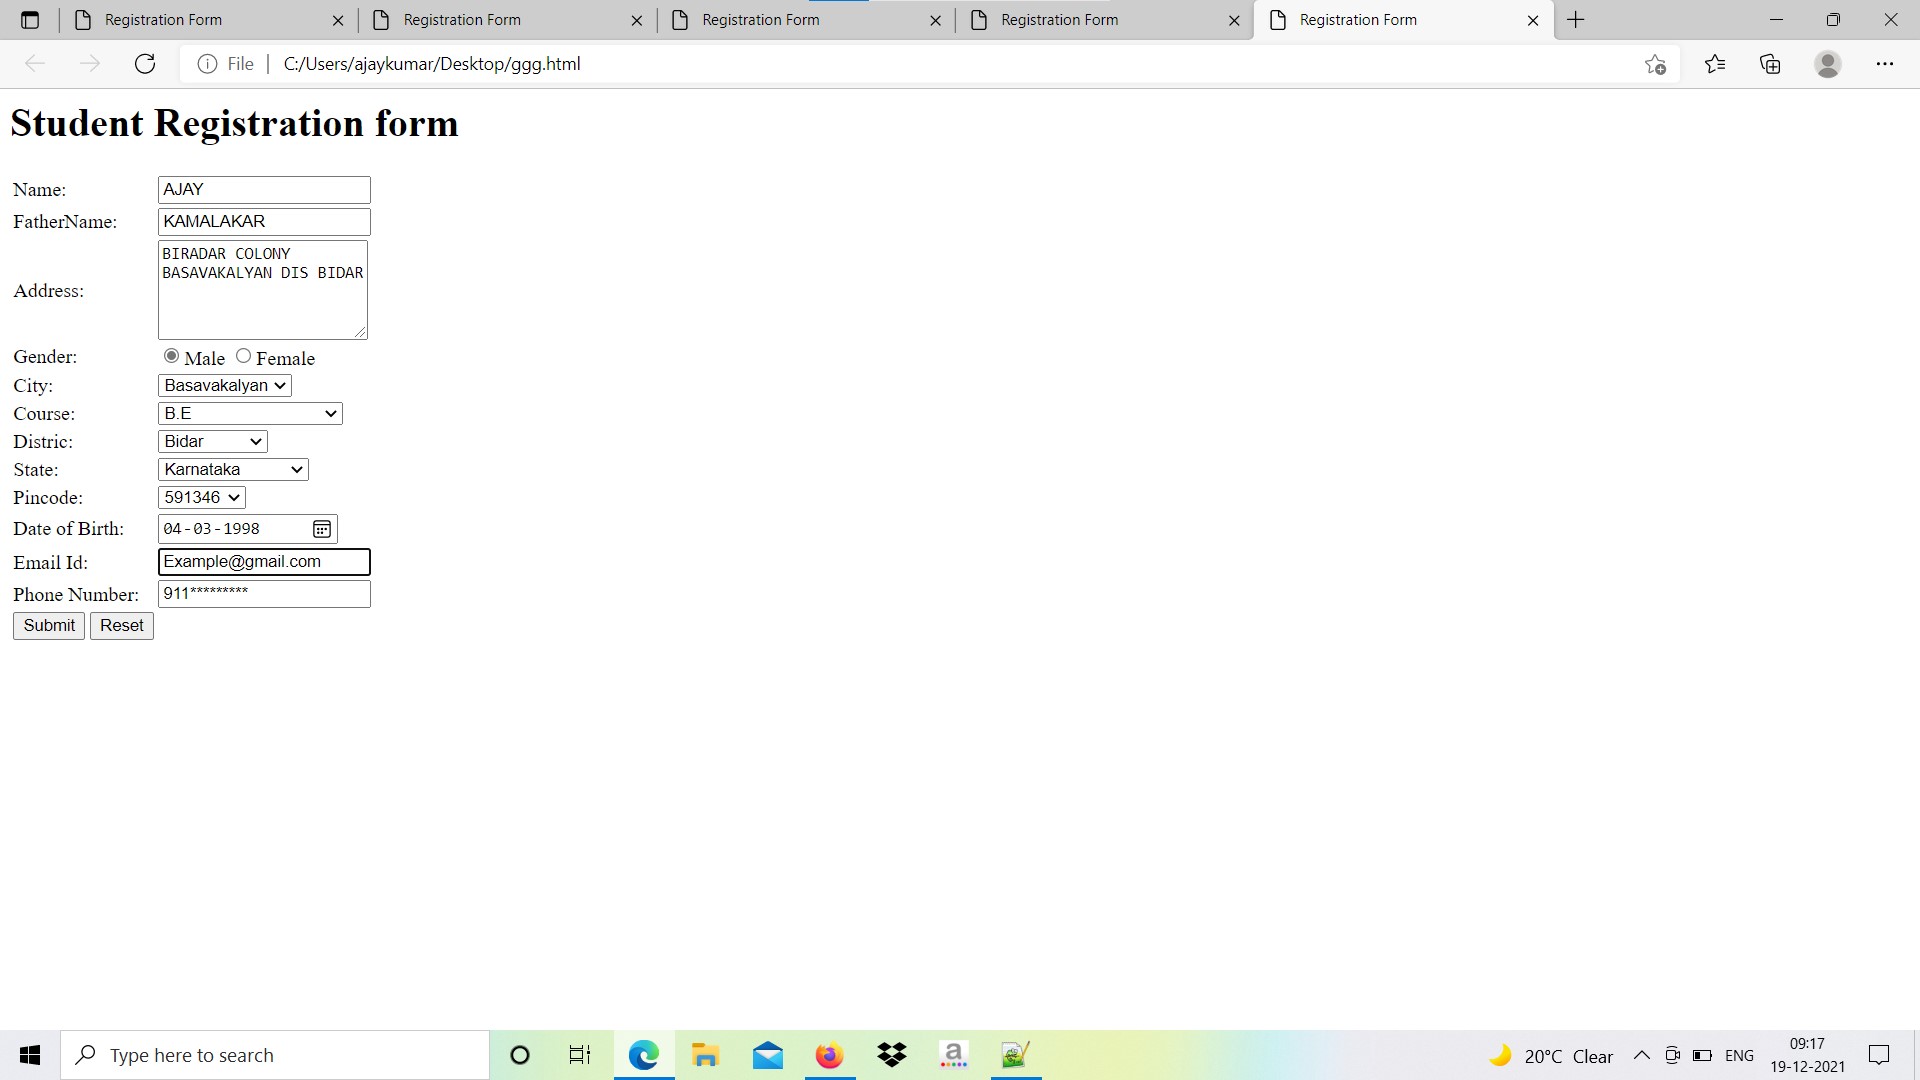 Registration Form Registration Form Registration Form Registration Form Registration Form
File C:/Users/ajaykumar/Desktop/ggg.html
Student Registration form
Name: AJAY
FatherName: KAMALAKAR
BIRADAR COLONY
BASAVAKALYAN DIS BIDAR
Address:
Gender: Male Female
City: Basavakalyan
Course: B.E
Distric: Bidar
State: Karnataka
Pincode: 591346
Date of Birth: 04-03-1998
Email Id: Example@gmail.com
Phone Number: 911*********
Submit Reset
Type here to search
20°C Clear
ENG
09:17
19-12-2021